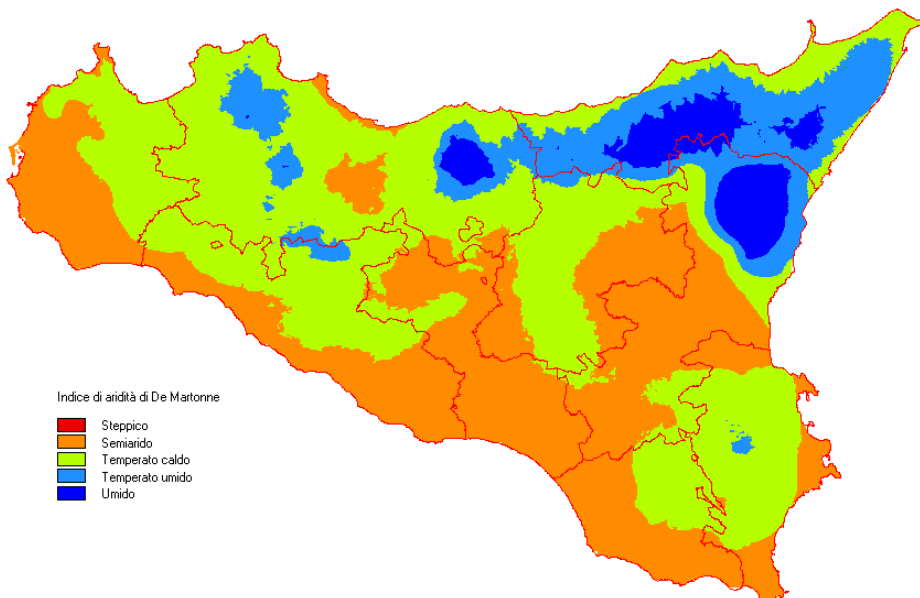 Indice di aridità di De Martonne
Steppico
Semiarido
Temperato caldo
Temperato umido
Umido